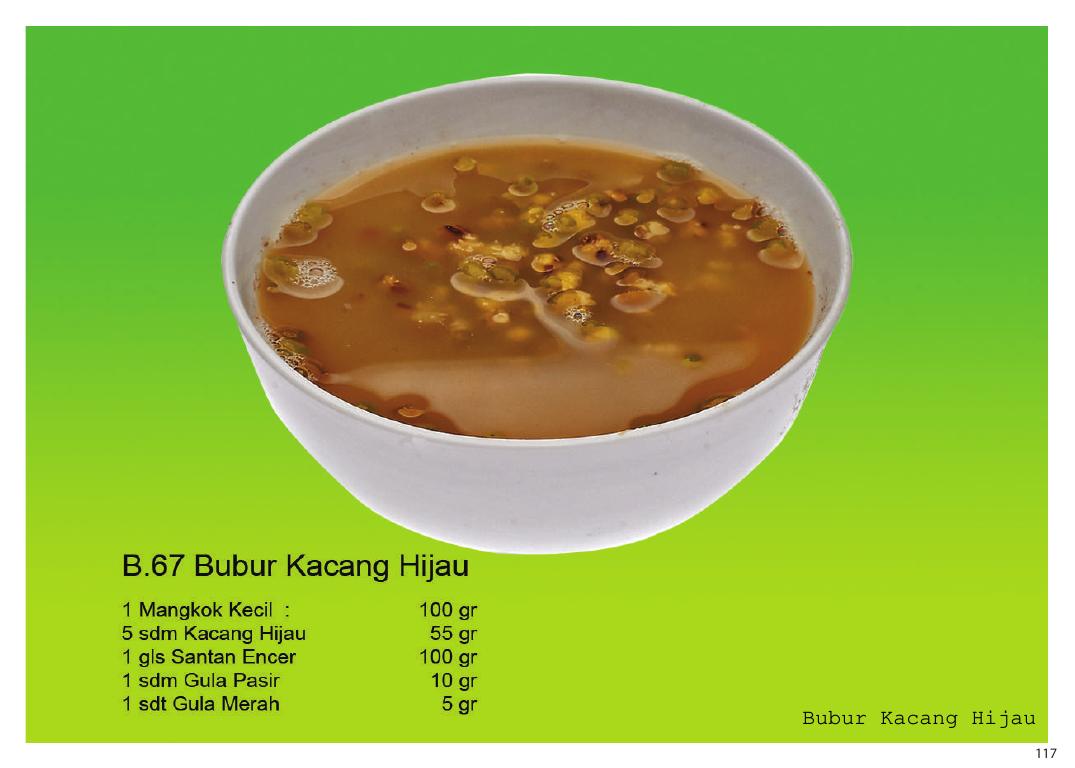 B.67 Bubur Kacang Hijau
1 Mangkok Kecil : 100 gr
5 sdm Kacang Hijau 55 gr
1 gls Santan Encer 100 gr
1 sdm Gula Pasir 10 gr
1 sdt Gula Merah 5 gr
Bubur Kacang Hijau
117